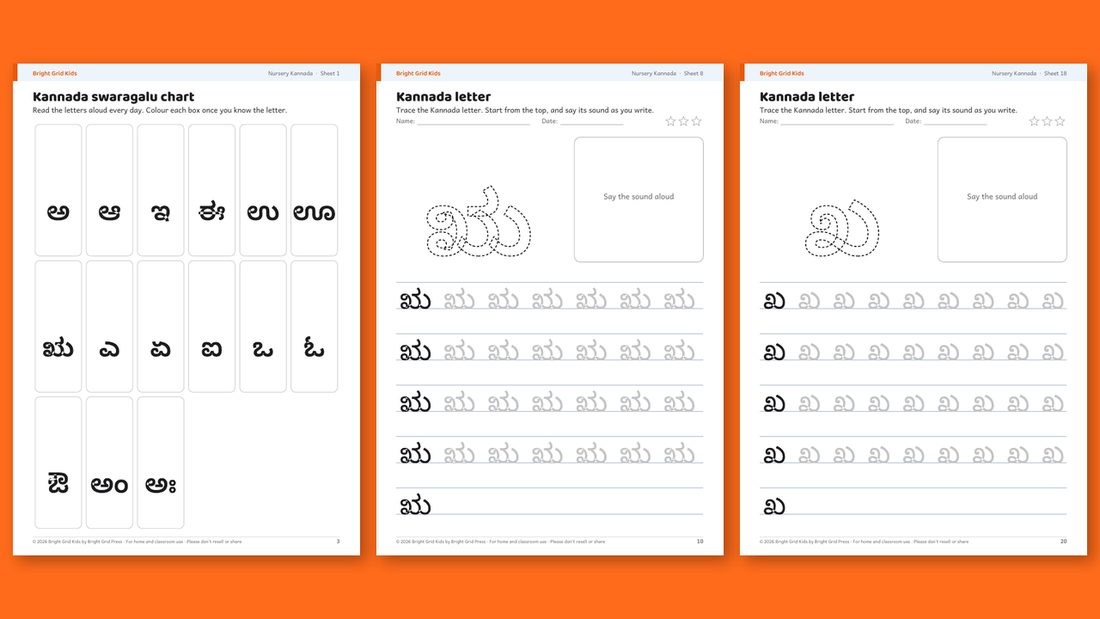 Bright Grid Kids
Nursery Kannada · Sheet 1
Kannada swaragalu chart
Read the letters aloud every day. Colour each box once you know the letter.
ಅ ಆ ಇ ಈ ಉ ಊ
ಋ ಎ ಏ ಐ ಒ ಓ
ಔ ಅಂ ಅಃ
© 2026 Bright Grid Kids by Bright Grid Press · For home and classroom use · Please don't resell or share
3
Bright Grid Kids
Nursery Kannada · Sheet 8
Kannada letter
Trace the Kannada letter. Start from the top, and say its sound as you write.
Name: Date:
ಋ
Say the sound aloud
ಋ ಋ ಋ ಋ ಋ ಋ ಋ
ಋ ಋ ಋ ಋ ಋ ಋ ಋ
ಋ ಋ ಋ ಋ ಋ ಋ ಋ
ಋ ಋ ಋ ಋ ಋ ಋ ಋ
ಋ
© 2026 Bright Grid Kids by Bright Grid Press · For home and classroom use · Please don't resell or share
10
Bright Grid Kids
Nursery Kannada · Sheet 18
Kannada letter
Trace the Kannada letter. Start from the top, and say its sound as you write.
Name: Date:
ಖ
Say the sound aloud
ಖ ಖ ಖ ಖ ಖ ಖ ಖ ಖ ಖ
ಖ ಖ ಖ ಖ ಖ ಖ ಖ ಖ ಖ
ಖ ಖ ಖ ಖ ಖ ಖ ಖ ಖ ಖ
ಖ ಖ ಖ ಖ ಖ ಖ ಖ ಖ ಖ
ಖ
© 2026 Bright Grid Kids by Bright Grid Press · For home and classroom use · Please don't resell or share
20